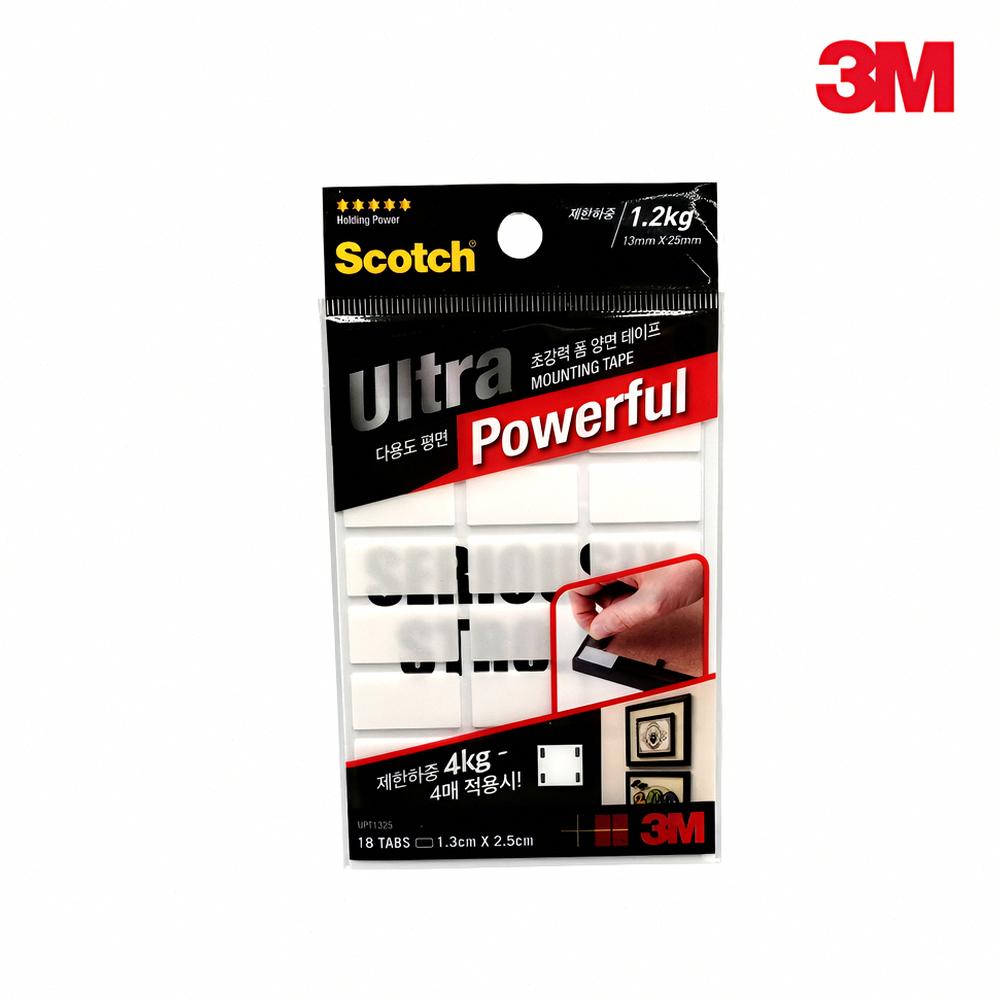 3M
Holding Power
Scotch®
제한하중 / 1.2kg
13mm X 25mm
Ultra
초강력 폼 양면 테이프
MOUNTING TAPE
다용도 평면
Powerful
제한하중 4kg -
4매 적용시!
UPT1325
18 TABS 1.3cm X 2.5cm
3M